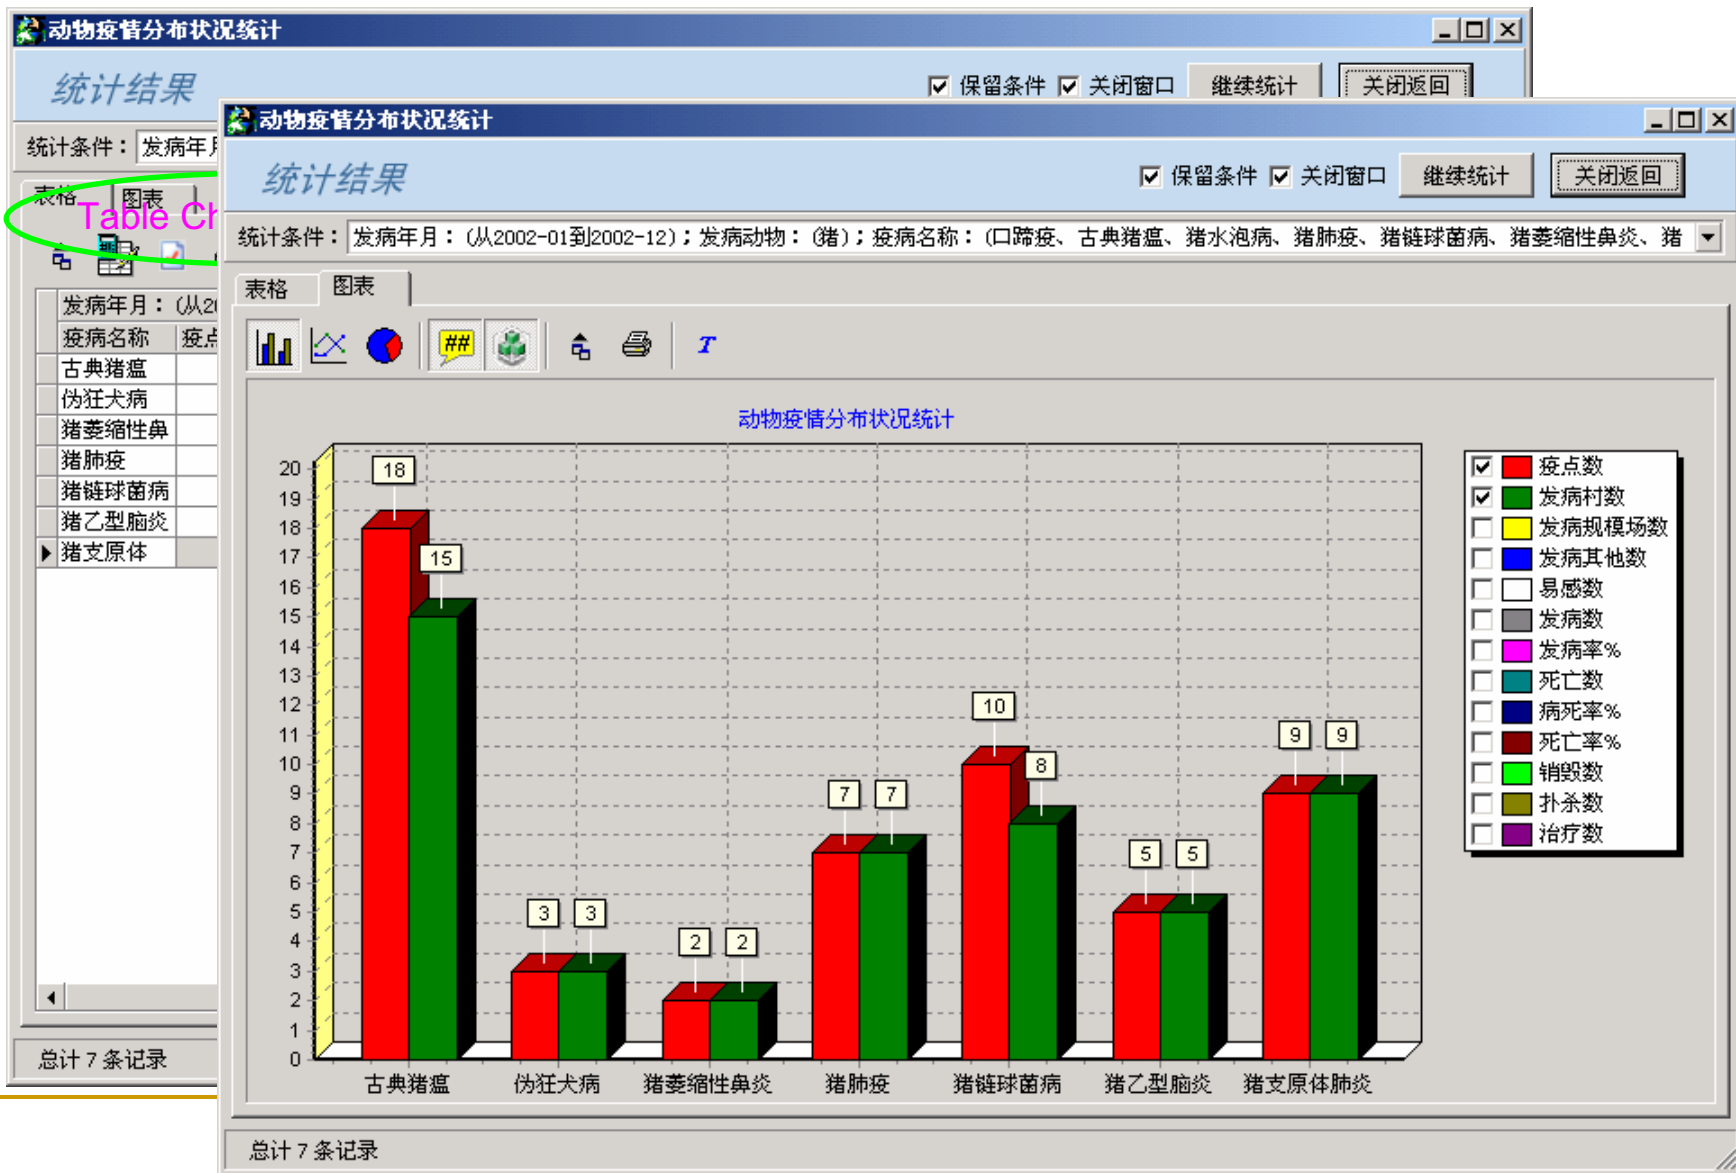 动物疫情分布状况统计
统计结果
保留条件 关闭窗口 继续统计 关闭返回
统计条件： 发病年月
表格 图表
Table Ch
发病年月：（从20
疫病名称 疫点
古典猪瘟
伪狂犬病
猪萎缩性鼻
猪肺疫
猪链球菌病
猪乙型脑炎
猪支原体
总计 7 条记录
动物疫情分布状况统计
统计结果
保留条件 关闭窗口 继续统计 关闭返回
统计条件： 发病年月：（从2002-01到2002-12）；发病动物：（猪）；疫病名称：（口蹄疫、古典猪瘟、猪水泡病、猪肺疫、猪链球菌病、猪萎缩性鼻炎、猪
表格 图表
## T
动物疫情分布状况统计
20
19
18
17
16
15
14
13
12
11
10
9
8
7
6
5
4
3
2
1
0
18 15 3 3 2 2 7 7 10 8 5 5 9 9
古典猪瘟 伪狂犬病 猪萎缩性鼻炎 猪肺疫 猪链球菌病 猪乙型脑炎 猪支原体肺炎
疫点数
发病村数
发病规模场数
发病其他数
易感数
发病数
发病率%
死亡数
病死率%
死亡率%
销毁数
扑杀数
治疗数
总计 7 条记录